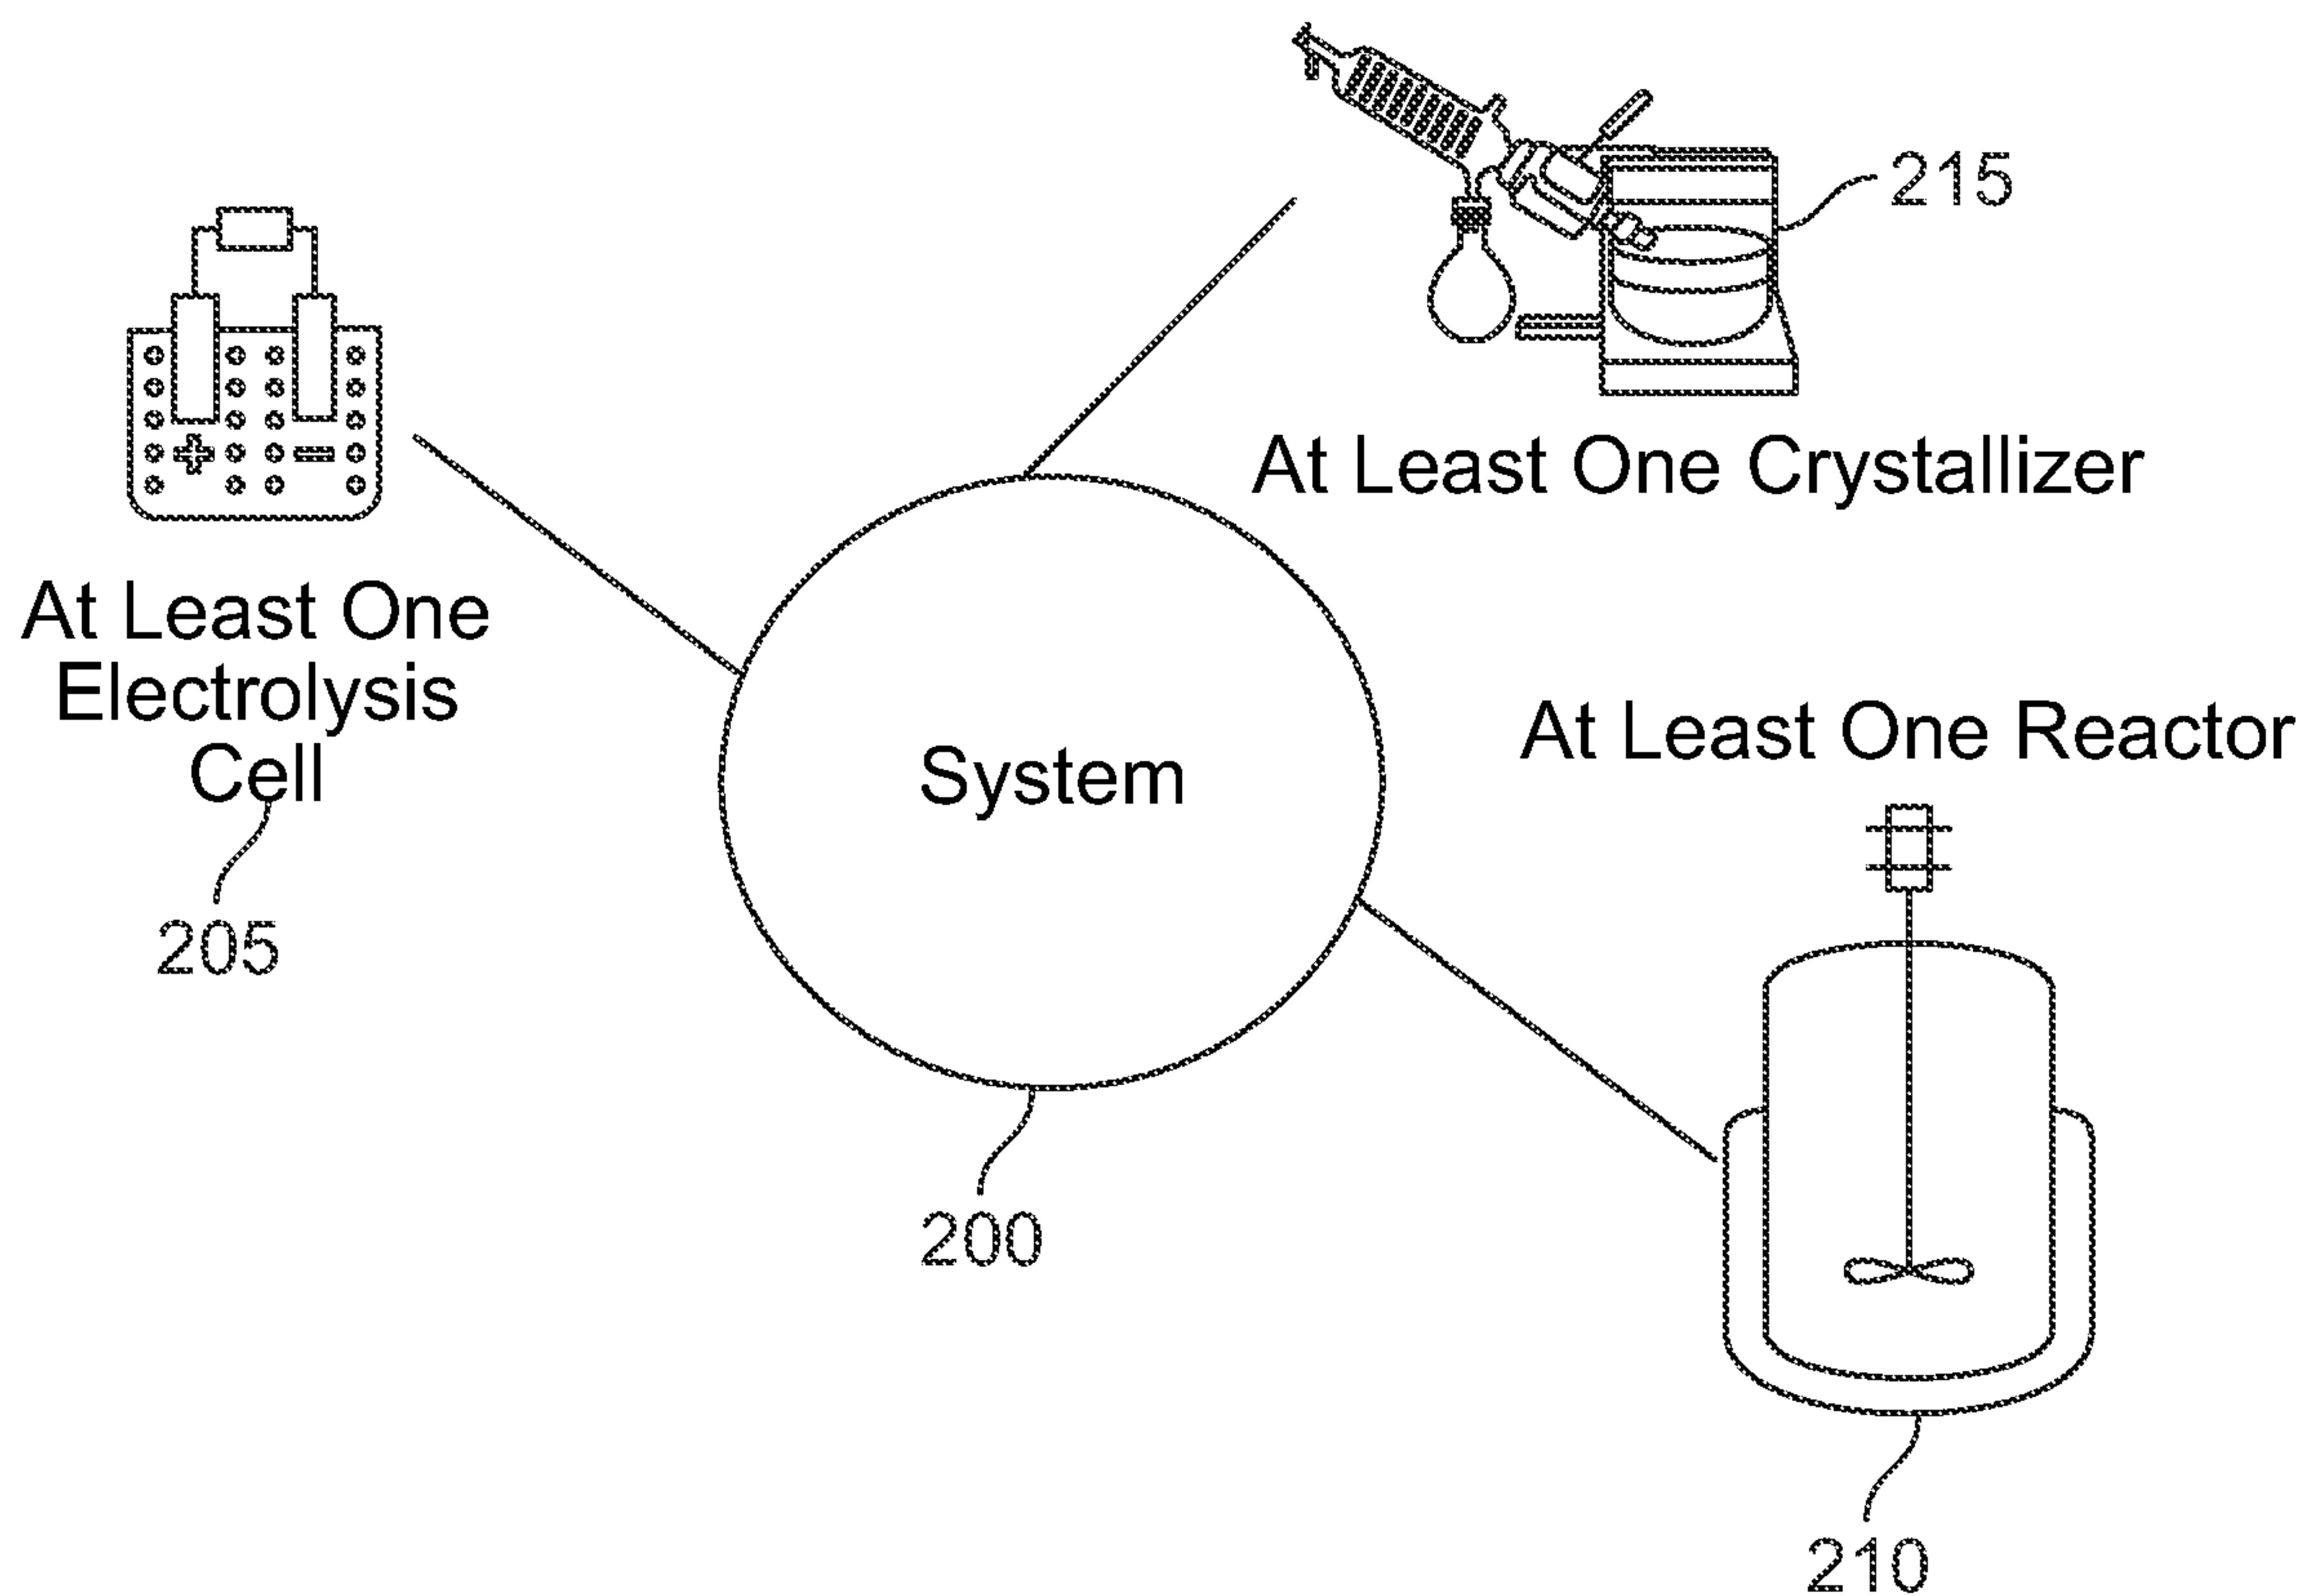 215
At Least One Crystallizer
At Least One
Electrolysis
Cell
205
System
200
At Least One Reactor
210